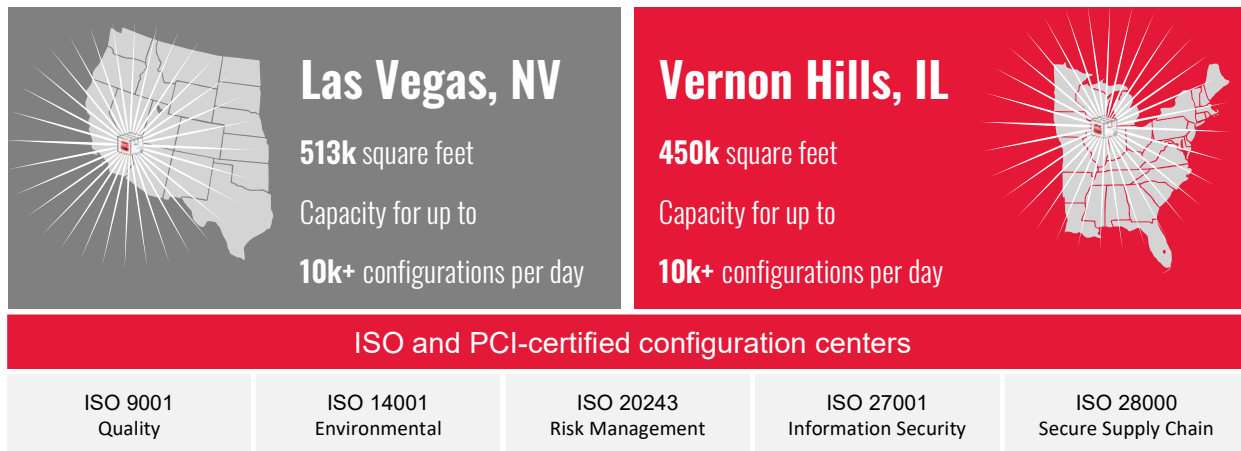 Las Vegas, NV
513k square feet
Capacity for up to
10k+ configurations per day
Vernon Hills, IL
450k square feet
Capacity for up to
10k+ configurations per day
ISO and PCI-certified configuration centers
ISO 9001
Quality
ISO 14001
Environmental
ISO 20243
Risk Management
ISO 27001
Information Security
ISO 28000
Secure Supply Chain